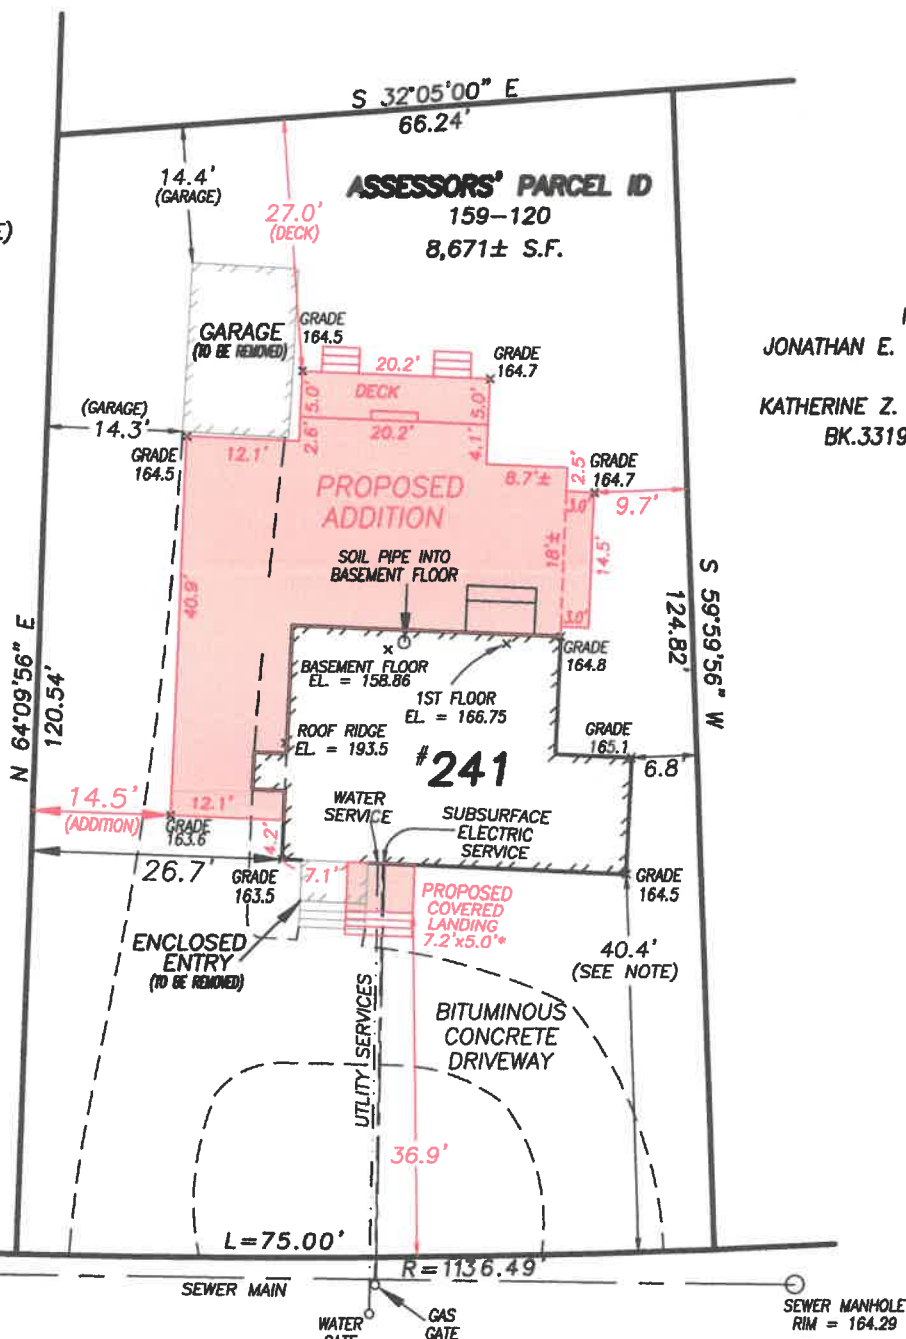 S 32°05'00" E
66.24'
14.4'
(GARAGE)
27.0'
(DECK)
ASSESSORS' PARCEL ID
159-120
8,671± S.F.
GARAGE
(TO BE REMOVED)
GRADE
164.5
20.2'
GRADE
164.7
JONATHAN E.
KATHERINE Z.
BK.3319
DECK
5.0'
5.0'
(GARAGE)
14.3'
GRADE
164.5
12.1'
2.6'
20.2'
4.1'
8.7'±
2.5'
GRADE
164.7
3.0'
9.7'
PROPOSED
ADDITION
18'±
14.5'
SOIL PIPE INTO
BASEMENT FLOOR
40.9'
3.0'
S 59°59'56" W
124.82'
N 64°09'56" E
120.54'
BASEMENT FLOOR
EL. = 158.86
GRADE
164.8
1ST FLOOR
EL. = 166.75
ROOF RIDGE
EL. = 193.5
GRADE
165.1
6.8'
#241
14.5'
(ADDITION)
12.1'
WATER
SERVICE
SUBSURFACE
ELECTRIC
SERVICE
GRADE
163.6
4.2'
26.7'
GRADE
163.5
7.1'
GRADE
164.5
PROPOSED
COVERED
LANDING
7.2'x5.0'*
ENCLOSED
ENTRY
(TO BE REMOVED)
40.4'
(SEE NOTE)
UTLITY SERVICES
BITUMINOUS
CONCRETE
DRIVEWAY
36.9'
L=75.00'
R=1136.49'
SEWER MAIN
WATER
GATE
GAS
GATE
SEWER MANHOLE
RIM = 164.29